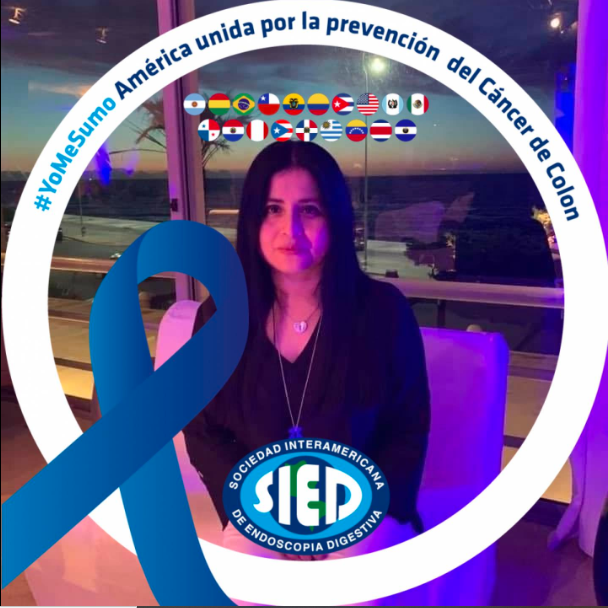 #YoMeSumo América unida por la prevención del Cáncer de Colon
SOCIEDAD INTERAMERICANA
SIED
DE ENDOSCOPIA DIGESTIVA